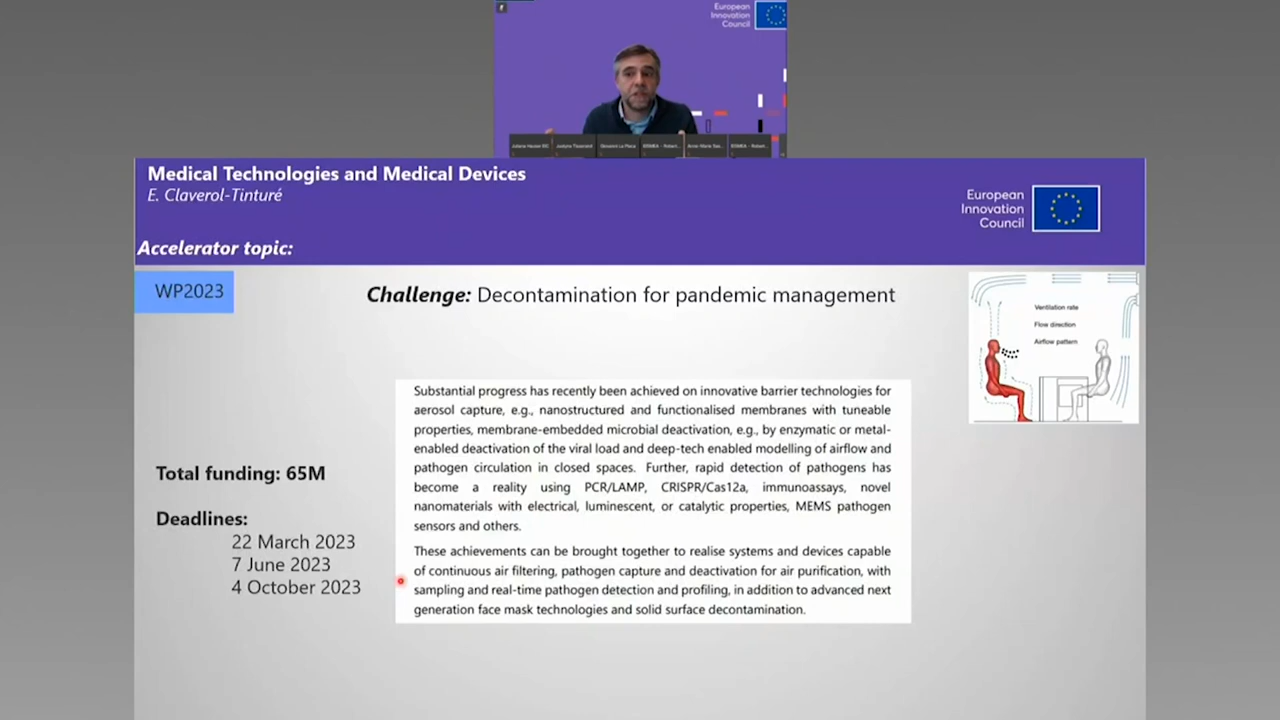 European
Innovation
Council
Medical Technologies and Medical Devices
E. Claverol-Tinturé
European
Innovation
Council
Accelerator topic:
WP2023
Challenge: Decontamination for pandemic management
Ventilation rate
Flow direction
Airflow pattern
Substantial progress has recently been achieved on innovative barrier technologies for
aerosol capture, e.g., nanostructured and functionalised membranes with tuneable
properties, membrane-embedded microbial deactivation, e.g., by enzymatic or metal-
enabled deactivation of the viral load and deep-tech enabled modelling of airflow and
pathogen circulation in closed spaces. Further, rapid detection of pathogens has
become a reality using PCR/LAMP, CRISPR/Cas12a, immunoassays, novel
nanomaterials with electrical, luminescent, or catalytic properties, MEMS pathogen
sensors and others.
These achievements can be brought together to realise systems and devices capable
of continuous air filtering, pathogen capture and deactivation for air purification, with
sampling and real-time pathogen detection and profiling, in addition to advanced next
generation face mask technologies and solid surface decontamination.
Total funding: 65M
Deadlines:
22 March 2023
7 June 2023
4 October 2023